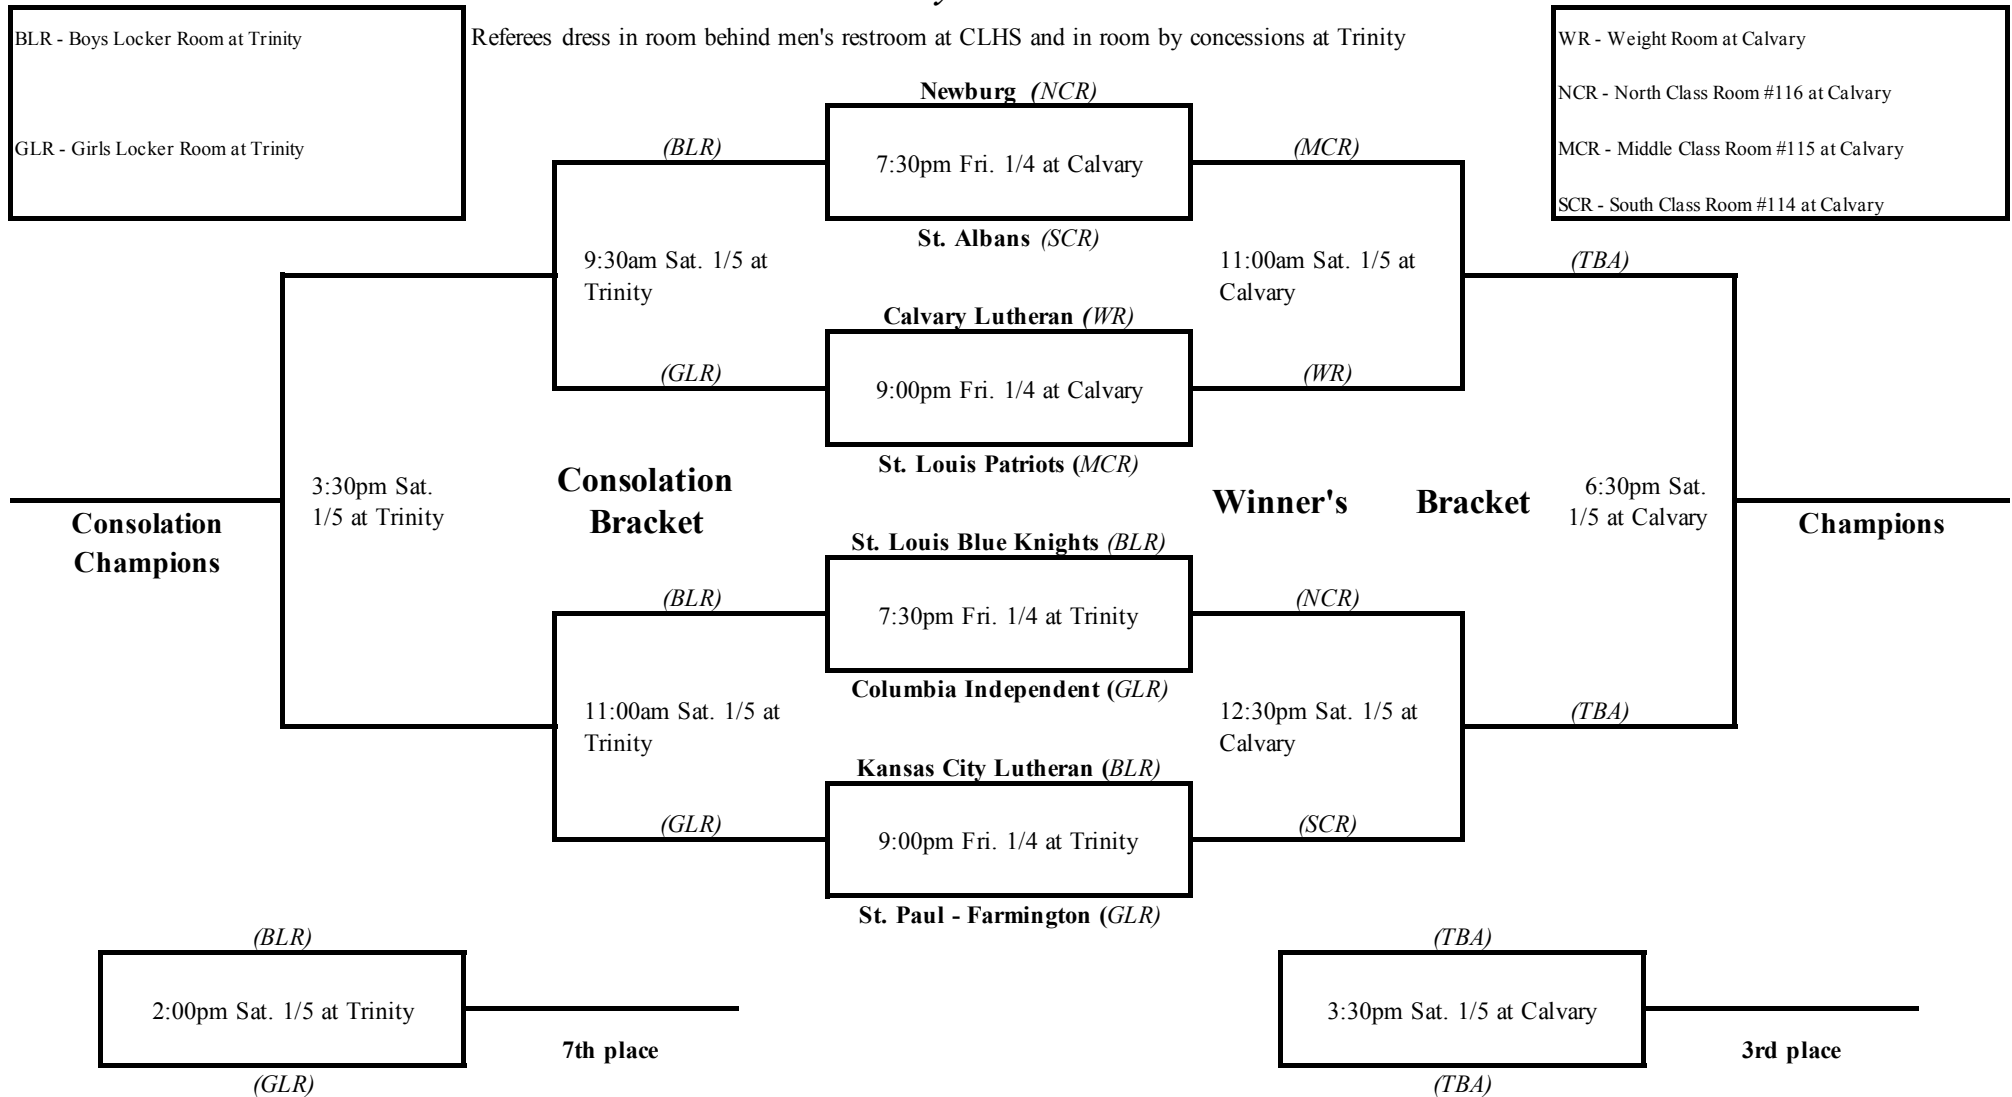 BLR - Boys Locker Room at Trinity
GLR - Girls Locker Room at Trinity
Referees dress in room behind men's restroom at CLHS and in room by concessions at Trinity
WR - Weight Room at Calvary
NCR - North Class Room #116 at Calvary
MCR - Middle Class Room #115 at Calvary
SCR - South Class Room #114 at Calvary
Newburg (NCR)
(BLR)
7:30pm Fri. 1/4 at Calvary
(MCR)
St. Albans (SCR)
9:30am Sat. 1/5 at
Trinity
11:00am Sat. 1/5 at
Calvary
(TBA)
Calvary Lutheran (WR)
(GLR)
9:00pm Fri. 1/4 at Calvary
(WR)
St. Louis Patriots (MCR)
3:30pm Sat.
1/5 at Trinity
Consolation
Bracket
Winner's Bracket
6:30pm Sat.
1/5 at Calvary
Consolation
Champions
Champions
St. Louis Blue Knights (BLR)
(BLR)
7:30pm Fri. 1/4 at Trinity
(NCR)
Columbia Independent (GLR)
11:00am Sat. 1/5 at
Trinity
12:30pm Sat. 1/5 at
Calvary
(TBA)
Kansas City Lutheran (BLR)
(GLR)
9:00pm Fri. 1/4 at Trinity
(SCR)
St. Paul - Farmington (GLR)
(BLR)
2:00pm Sat. 1/5 at Trinity
7th place
(GLR)
(TBA)
3:30pm Sat. 1/5 at Calvary
3rd place
(TBA)